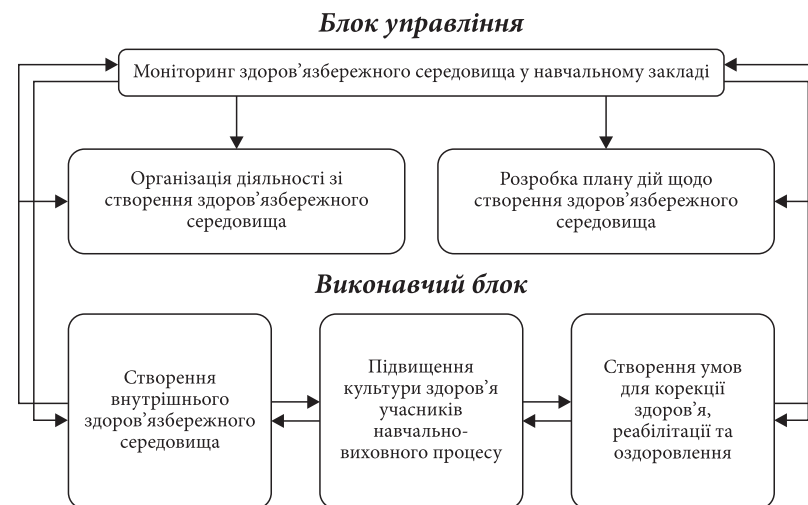 Блок управління
Моніторинг здоров’язбережного середовища у навчальному закладі
Організація діяльності зі
створення здоров’язбережного
середовища
Розробка плану дій щодо
створення здоров’язбережного
середовища
Виконавчий блок
Створення
внутрішнього
здоров’язбережного
середовища
Підвищення
культури здоров’я
учасників
навчально-
виховного процесу
Створення умов
для корекції
здоров’я,
реабілітації та
оздоровлення